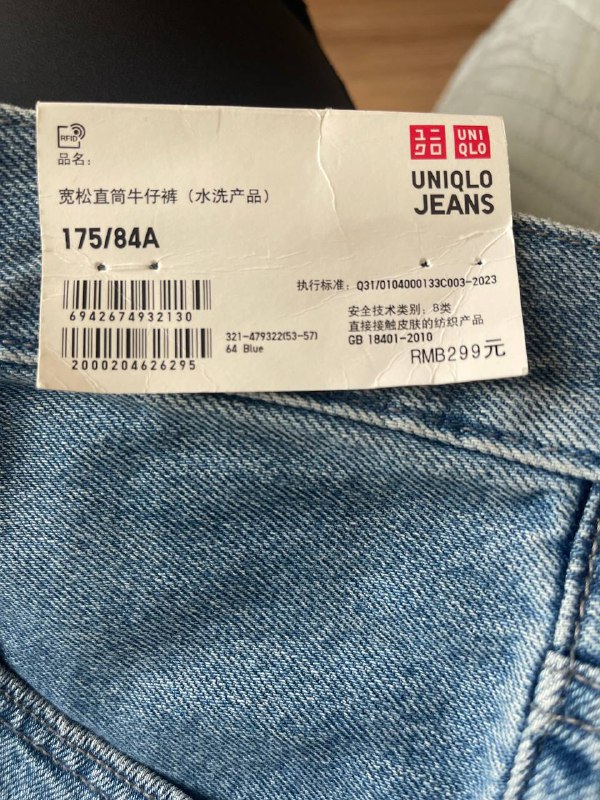 RFID
品名:
ユニ
クロ
UNI
QLO
UNIQLO
JEANS
宽松直筒牛仔裤(水洗产品)
175/84A
6942674932130
2000204626295
321-479322(53-57)
64 Blue
执行标准: Q31/0104000133C003-2023
安全技术类别: B类
直接接触皮肤的纺织产品
GB 18401-2010
RMB299元